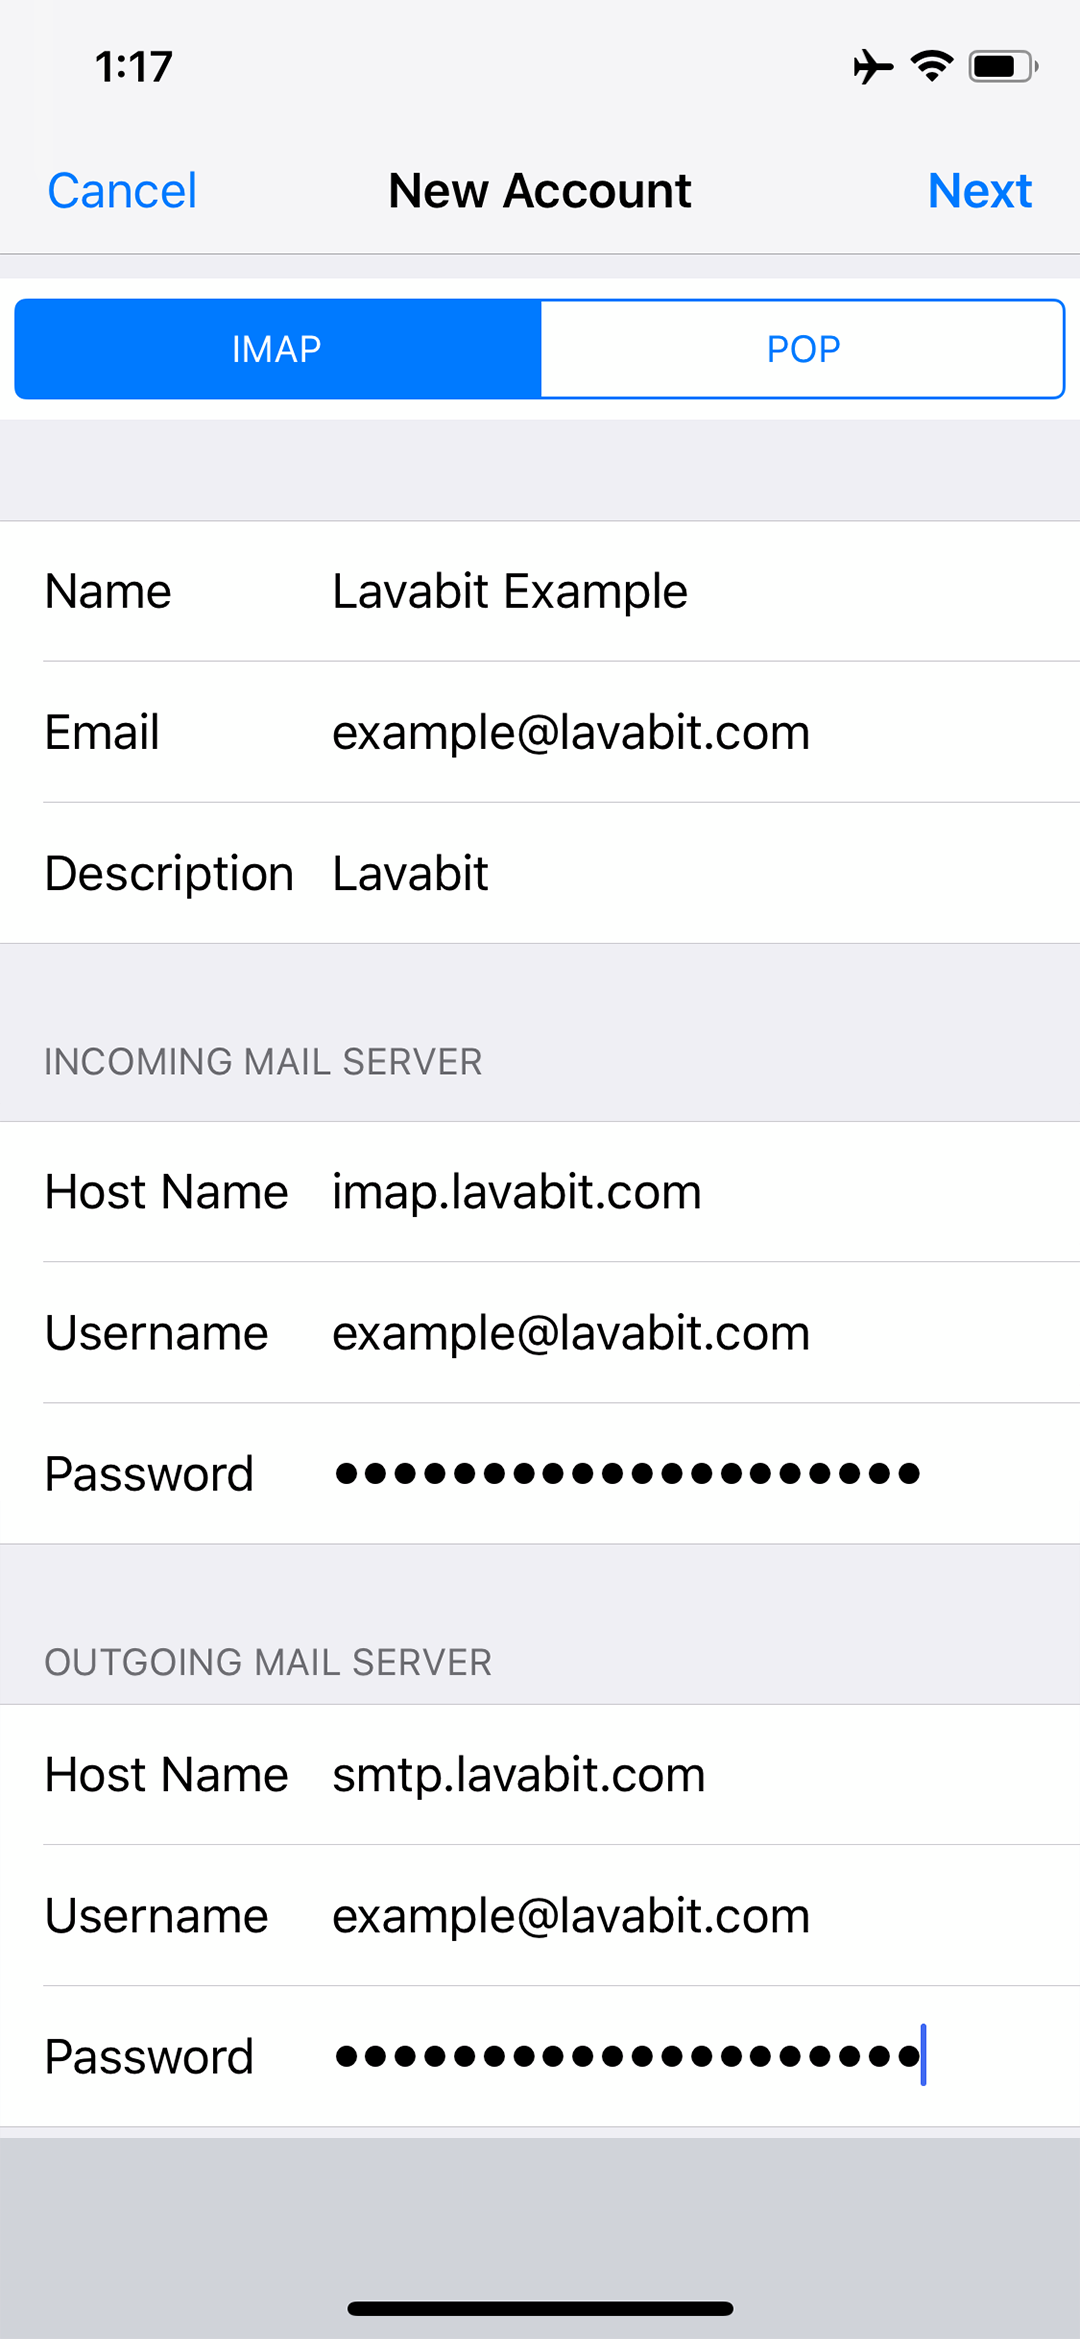 1:17
Cancel New Account Next
IMAP POP
Name Lavabit Example
Email example@lavabit.com
Description Lavabit
INCOMING MAIL SERVER
Host Name imap.lavabit.com
Username example@lavabit.com
Password ••••••••••••••••••••
OUTGOING MAIL SERVER
Host Name smtp.lavabit.com
Username example@lavabit.com
Password ••••••••••••••••••••